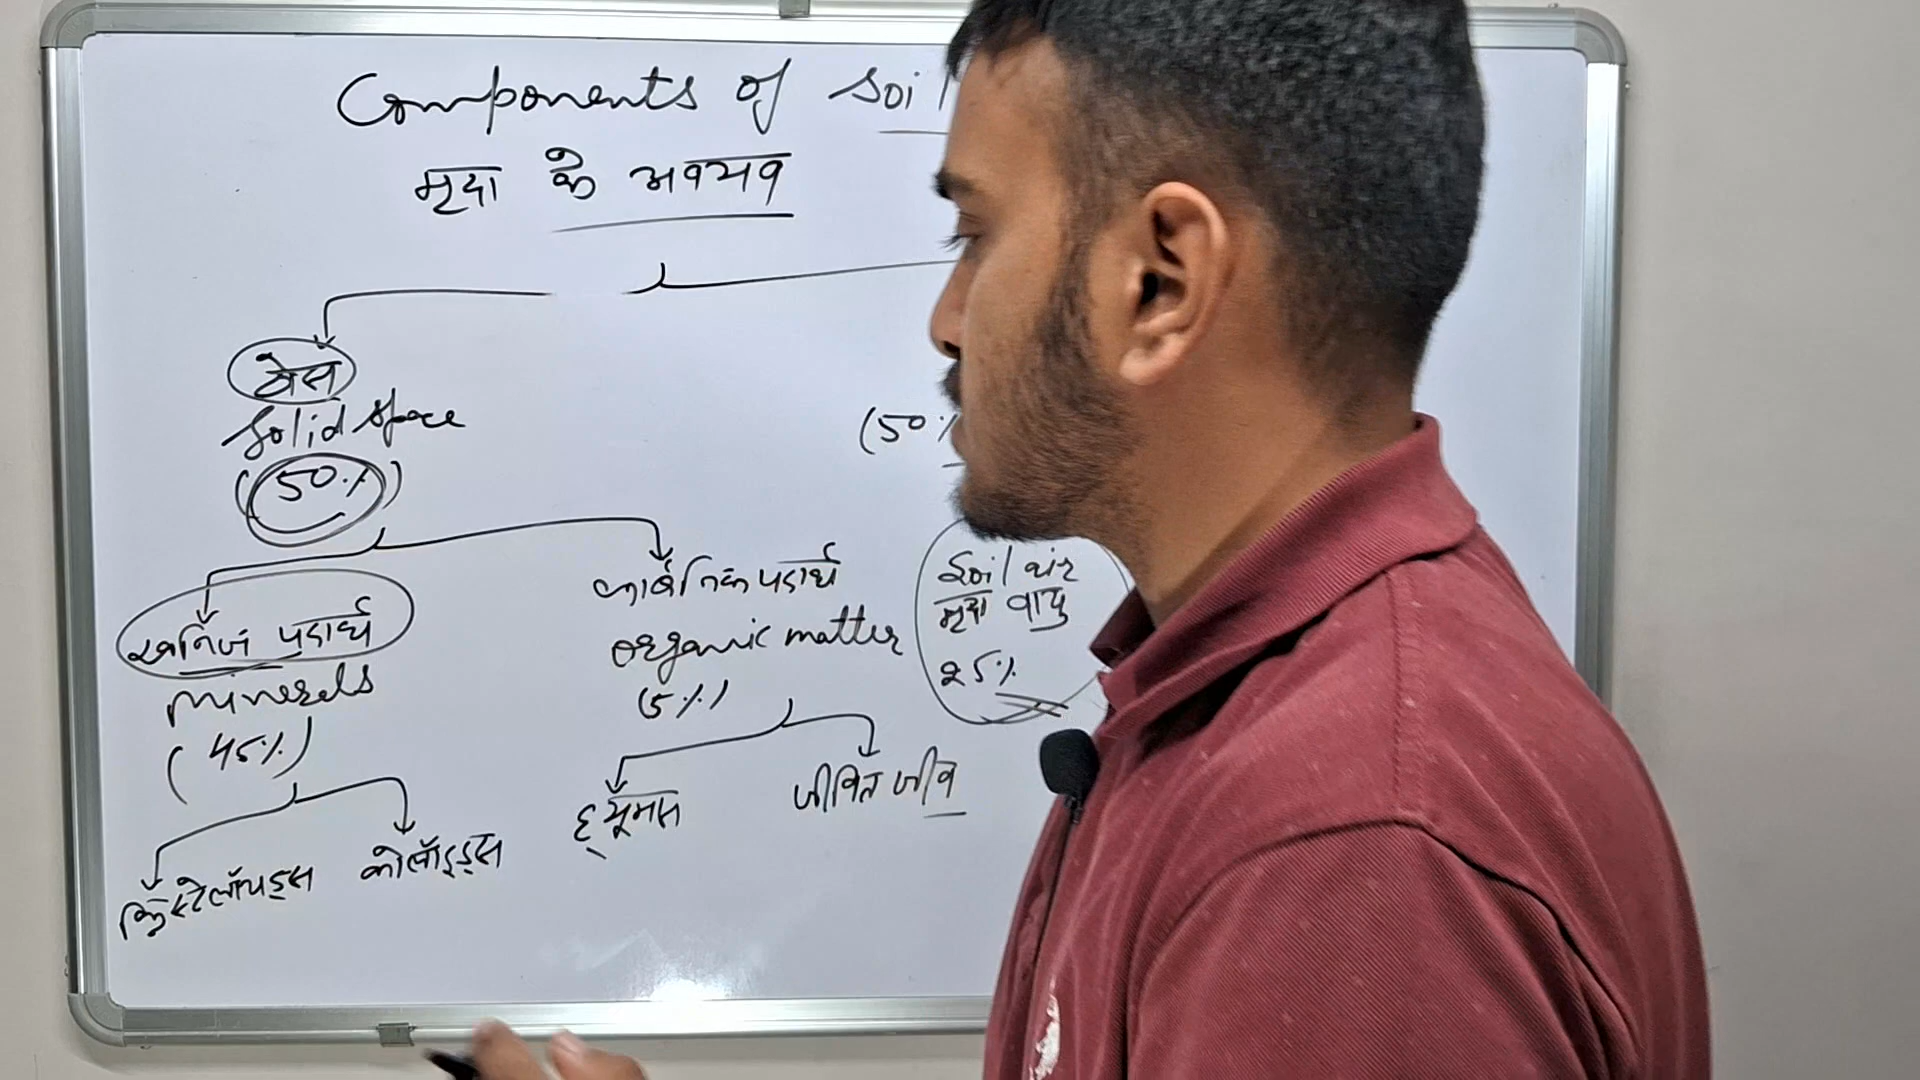 Components of Soil
मृदा के अवयव
ठोस
Solid space
(50%)
(50%
खनिज पदार्थ
minerals
(45%)
कार्बनिक पदार्थ
organic matter
(5%)
Soil air
मृदा वायु
25%
क्रिस्टेलॉयड्स
कोलॉइड्स
ह्यूमस
जीवित जीव